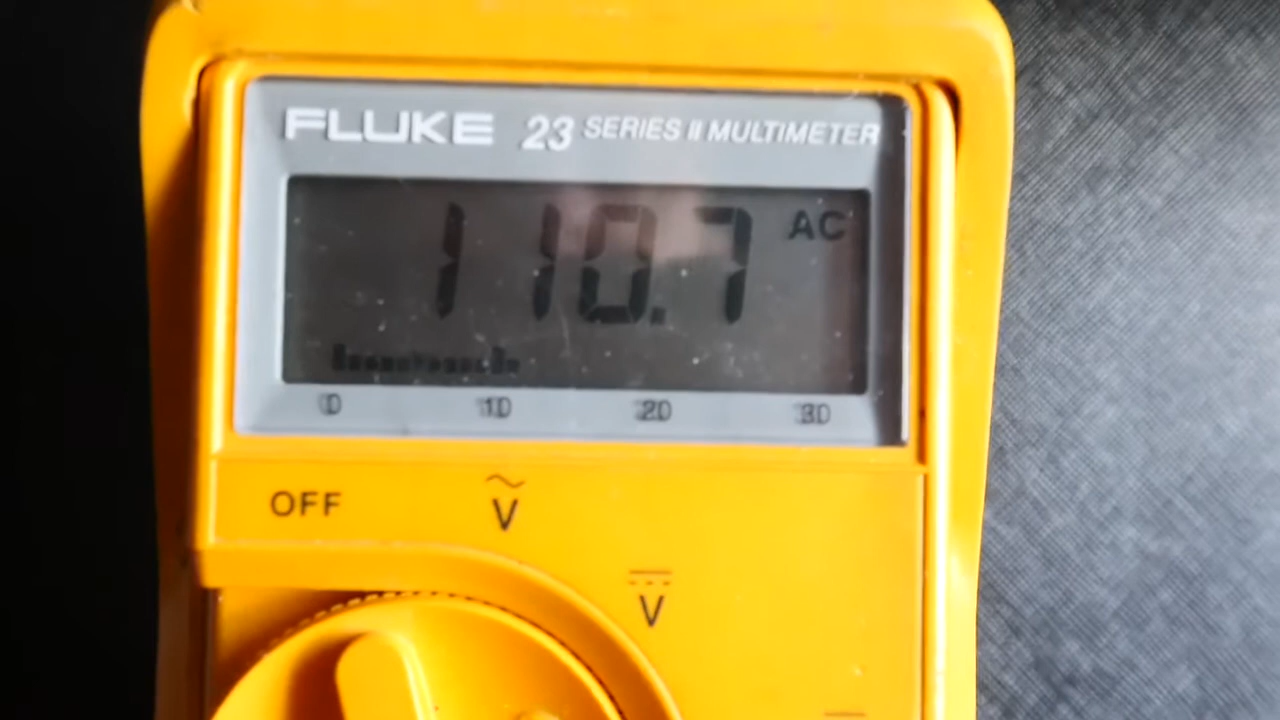 FLUKE 23 SERIES II MULTIMETER
110.7 AC
0 10 20 30
OFF
V
V